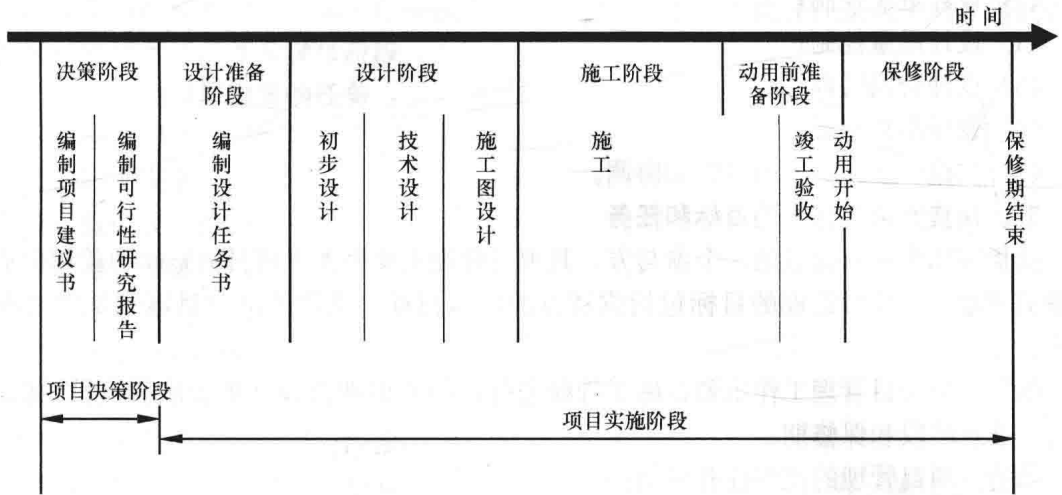 时间
决策阶段
设计准备
阶段
设计阶段
施工阶段
动用前准
备阶段
保修阶段
编制项目建议书
编制可行性研究报告
编制设计任务书
初步设计
技术设计
施工图设计
施工
竣工验收
动用开始
保修期结束
项目决策阶段
项目实施阶段